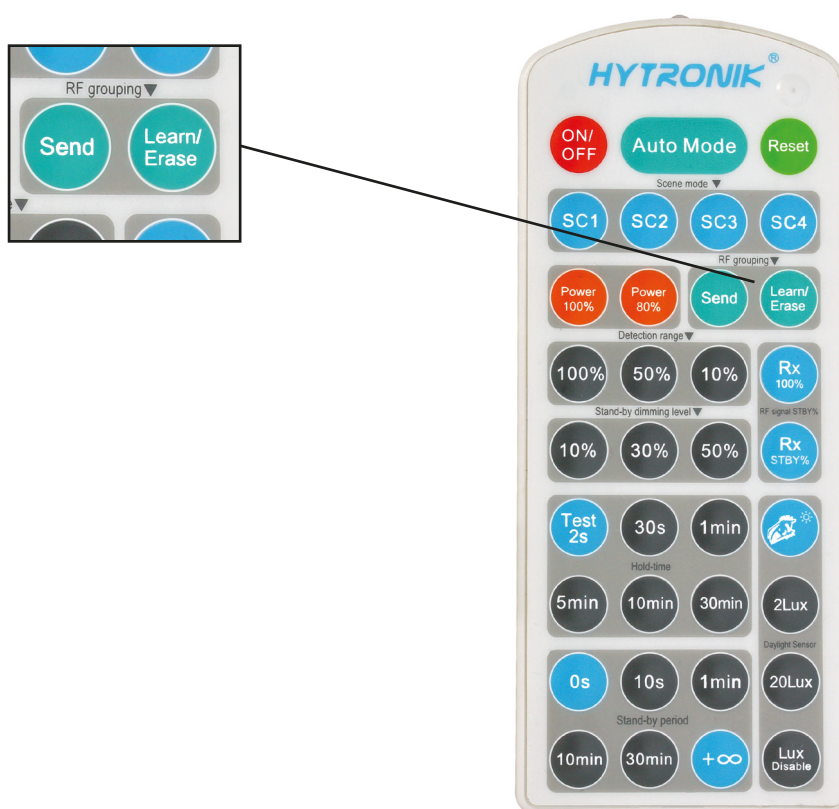 RF grouping▼
Send
Learn/
Erase
▼
HYTRONIK®
ON/
OFF
Auto Mode
Reset
Scene mode ▼
SC1 SC2 SC3 SC4
RF grouping▼
Power
100%
Power
80%
Send
Learn/
Erase
Detection range▼
100% 50% 10%
Rx
100%
Stand-by dimming level▼
RF signal STBY%
10% 30% 50%
Rx
STBY%
Test
2s
30s 1min
Hold-time
5min 10min 30min 2Lux
Daylight Sensor
0s 10s 1min 20Lux
Stand-by period
10min 30min +∞
Lux
Disable